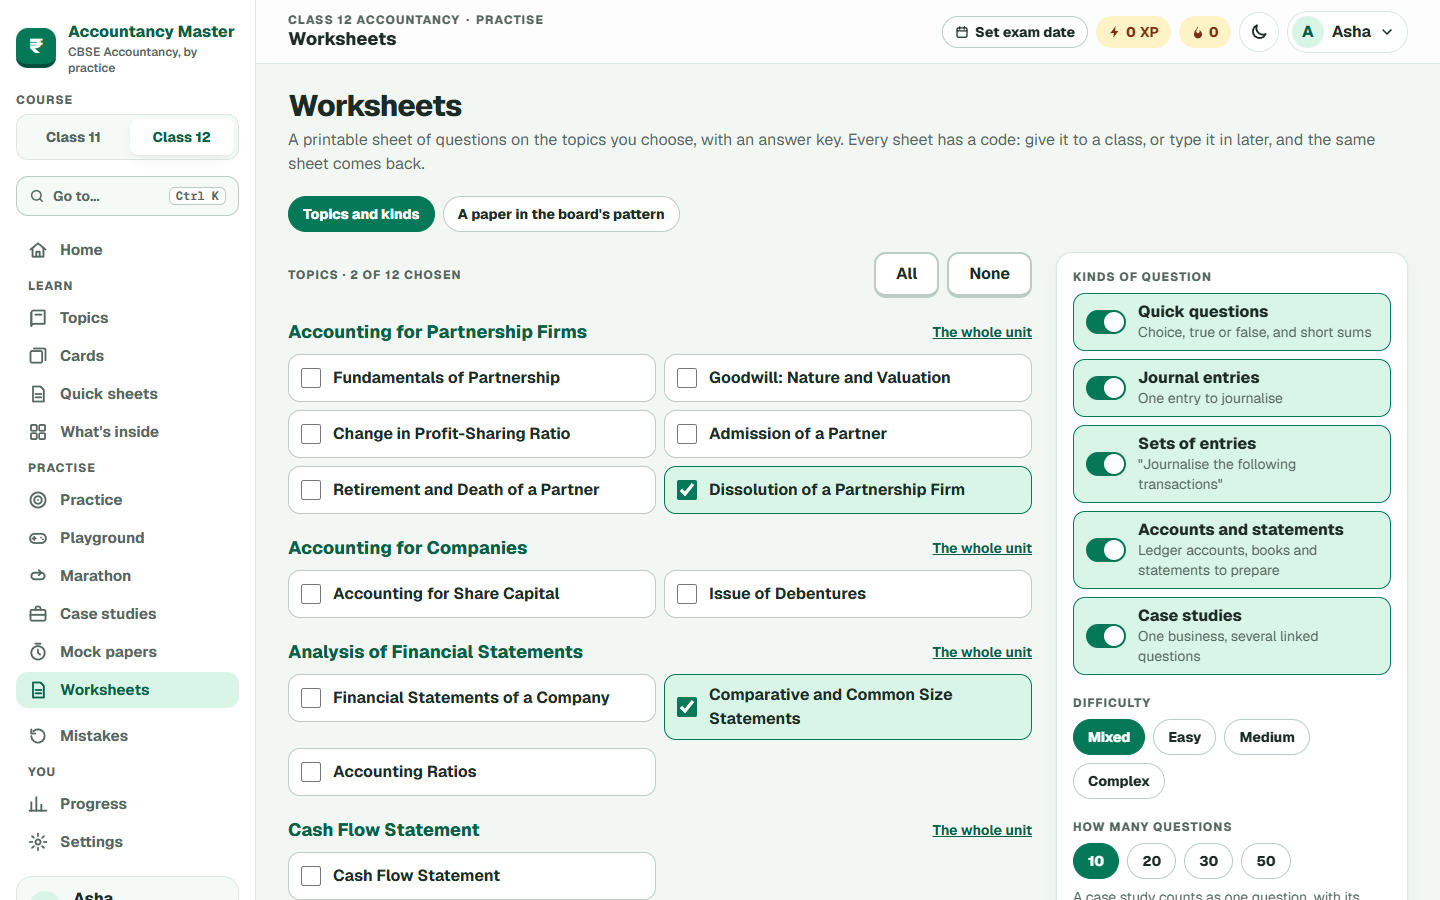 Accountancy Master
CBSE Accountancy, by
practice
COURSE
Class 11
Class 12
Go to...
Ctrl K
Home
LEARN
Topics
Cards
Quick sheets
What's inside
PRACTISE
Practice
Playground
Marathon
Case studies
Mock papers
Worksheets
Mistakes
YOU
Progress
Settings
Asha
CLASS 12 ACCOUNTANCY · PRACTISE
Worksheets
Set exam date
0 XP
0
A
Asha
Worksheets
A printable sheet of questions on the topics you choose, with an answer key. Every sheet has a code: give it to a class, or type it in later, and the same
sheet comes back.
Topics and kinds
A paper in the board's pattern
TOPICS · 2 OF 12 CHOSEN
All
None
Accounting for Partnership Firms
The whole unit
Fundamentals of Partnership
Goodwill: Nature and Valuation
Change in Profit-Sharing Ratio
Admission of a Partner
Retirement and Death of a Partner
Dissolution of a Partnership Firm
Accounting for Companies
The whole unit
Accounting for Share Capital
Issue of Debentures
Analysis of Financial Statements
The whole unit
Financial Statements of a Company
Comparative and Common Size
Statements
Accounting Ratios
Cash Flow Statement
The whole unit
Cash Flow Statement
KINDS OF QUESTION
Quick questions
Choice, true or false, and short sums
Journal entries
One entry to journalise
Sets of entries
"Journalise the following
transactions"
Accounts and statements
Ledger accounts, books and
statements to prepare
Case studies
One business, several linked
questions
DIFFICULTY
Mixed
Easy
Medium
Complex
HOW MANY QUESTIONS
10
20
30
50
A case study counts as one question, with its